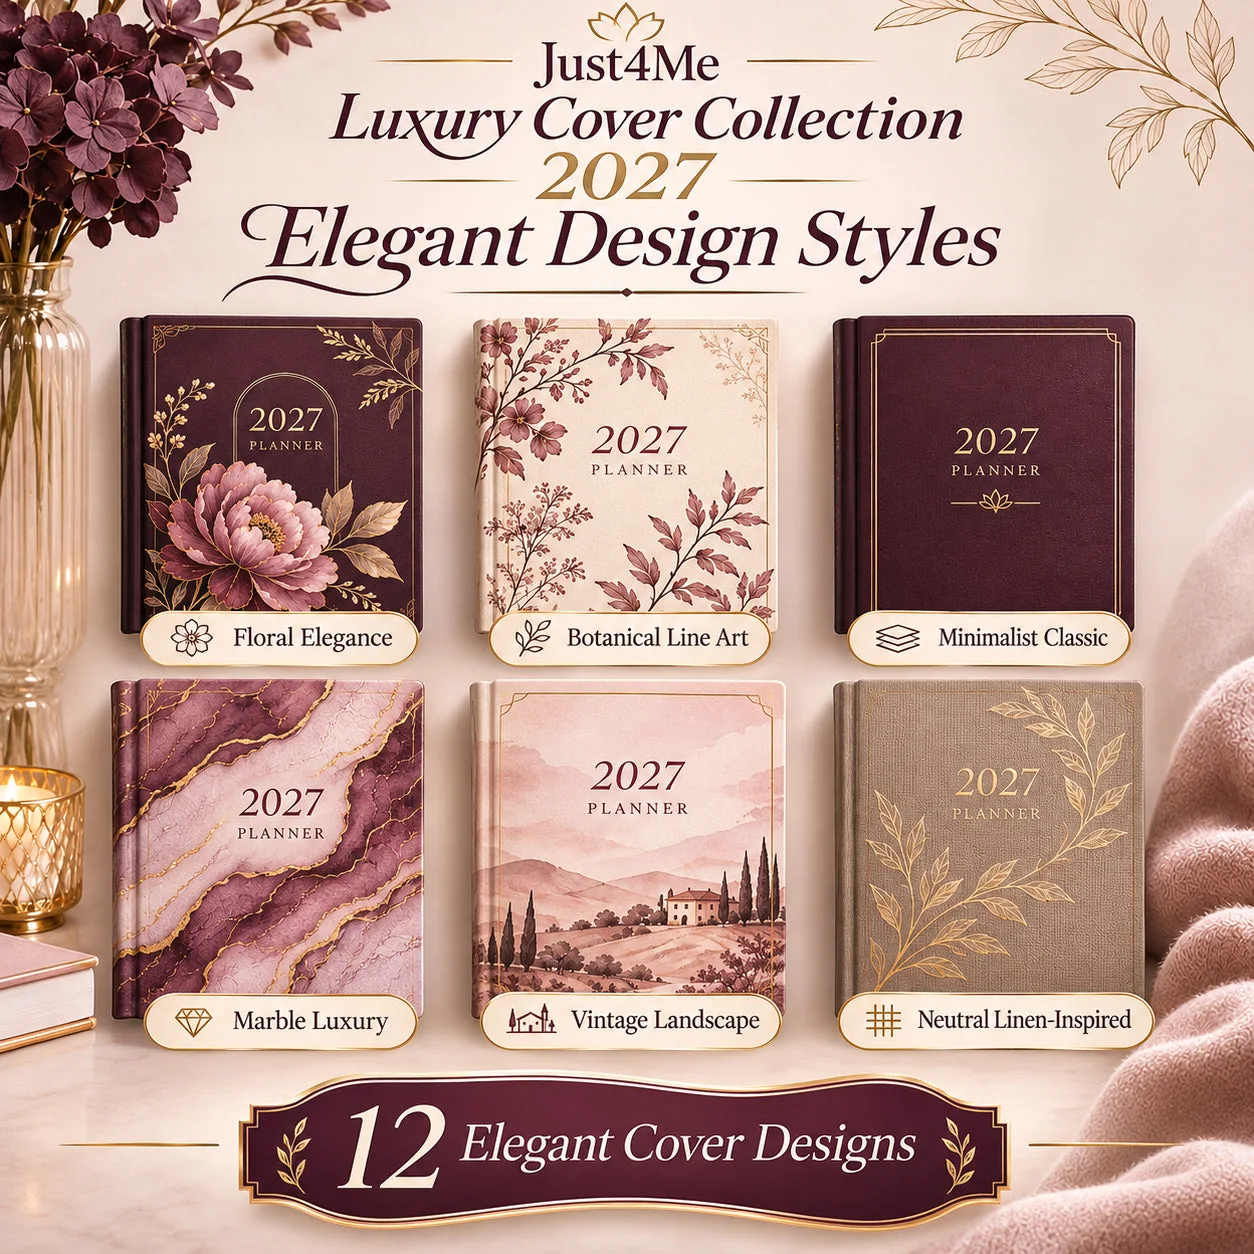 Just4Me
Luxury Cover Collection
2027
Elegant Design Styles
2027
PLANNER
Floral Elegance
2027
PLANNER
Botanical Line Art
2027
PLANNER
Minimalist Classic
2027
PLANNER
Marble Luxury
2027
PLANNER
Vintage Landscape
2027
PLANNER
Neutral Linen-Inspired
12 Elegant Cover Designs